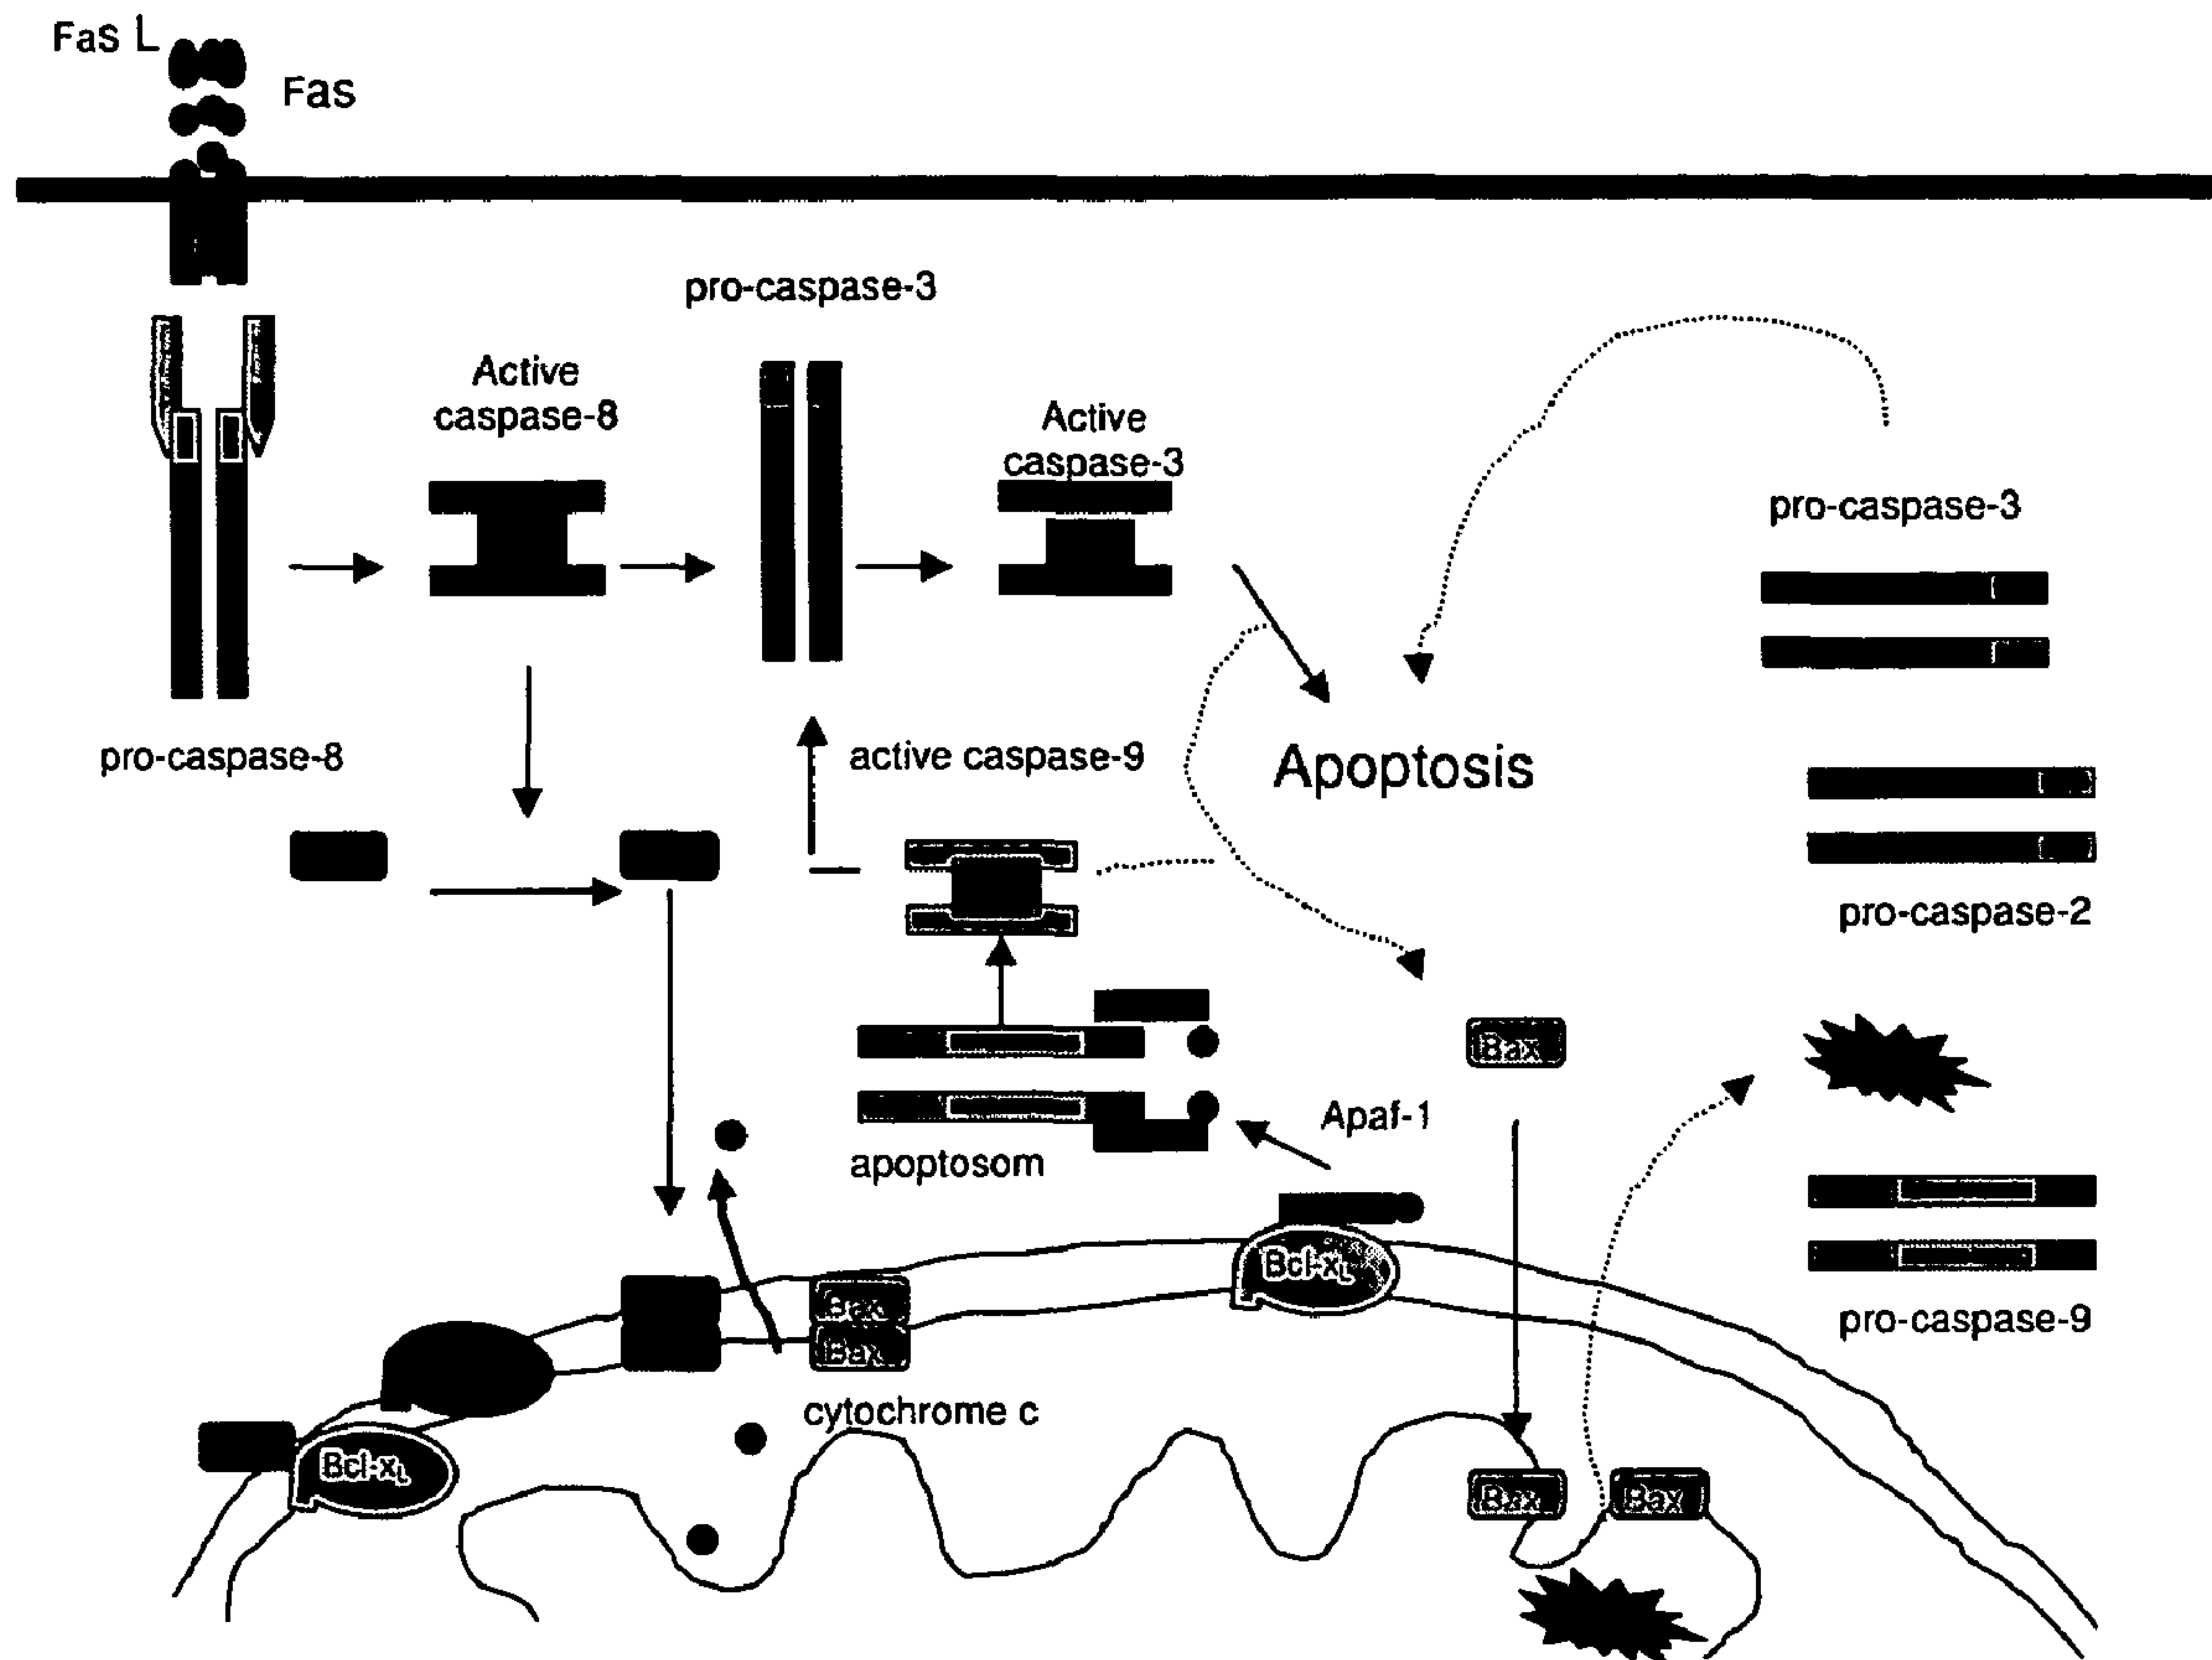 Fas L
Fas
pro-caspase-3
Active
caspase-8
Active
caspase-3
pro-caspase-3
pro-caspase-8
active caspase-9
Apoptosis
pro-caspase-2
Bax
Apaf-1
apoptosom
Bcl-xL
Bax
Bax
pro-caspase-9
cytochrome c
Bcl-xL
Bax
Bax